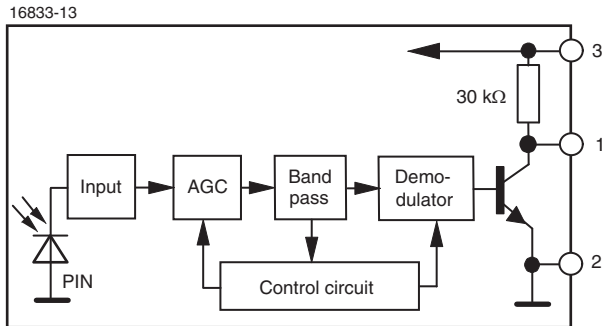 16833-13
3
30 kΩ
1
Input
AGC
Band
pass
Demo-
dulator
2
PIN
Control circuit